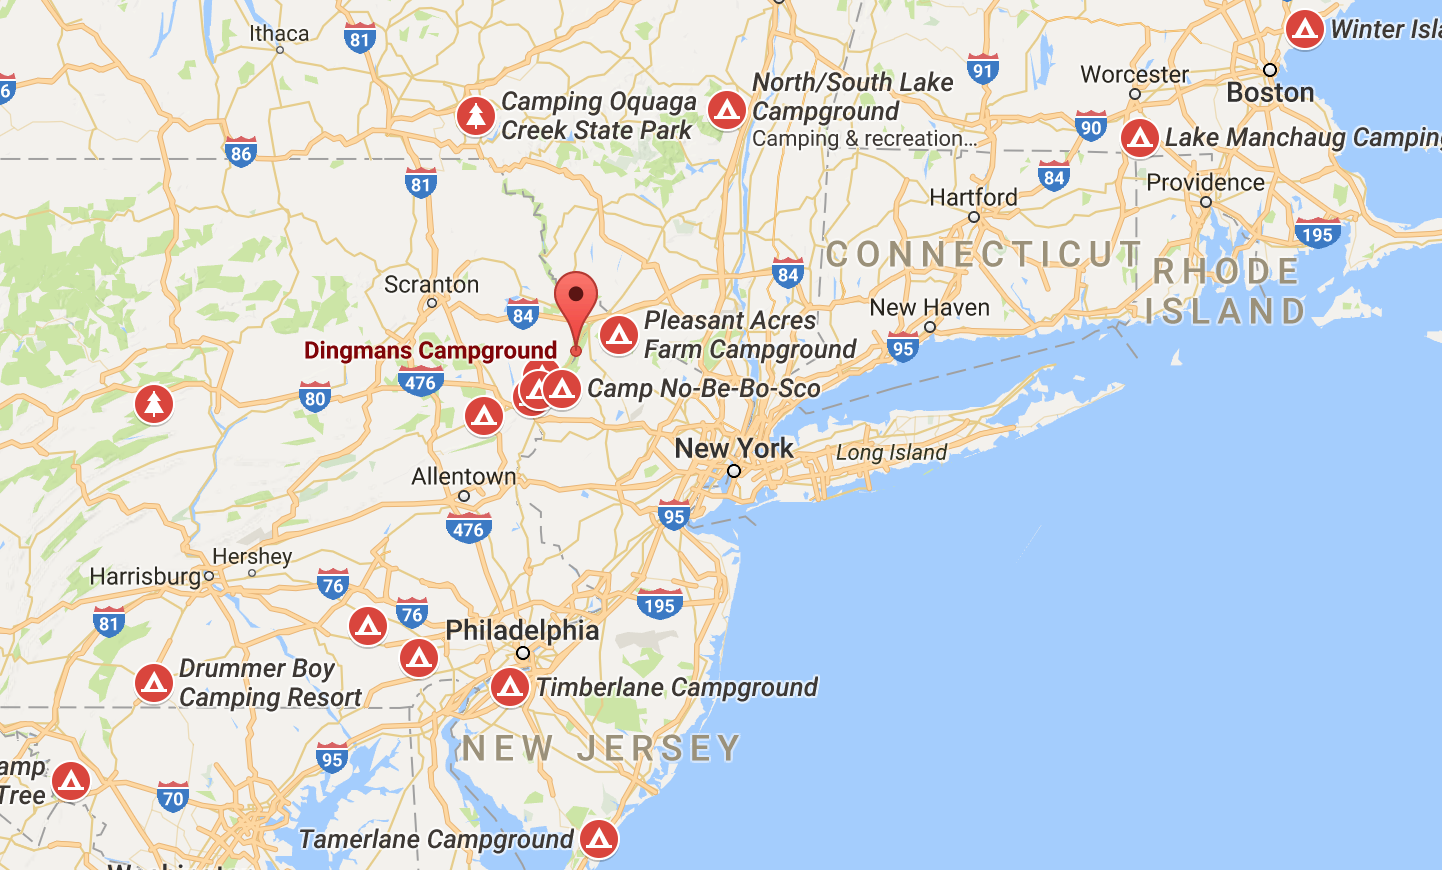 Ithaca
81
Winter Isla
91
Worcester
Boston
North/South Lake
Campground
Camping & recreation...
Camping Oquaga
Creek State Park
6
86
90
Lake Manchaug Camping
81
84
Providence
Hartford
195
CONNECTICUT
RHODE
ISLAND
84
Scranton
84
New Haven
95
Pleasant Acres
Farm Campground
Dingmans Campground
476
80
Camp No-Be-Bo-Sco
New York
Long Island
Allentown
95
476
Hershey
Harrisburg
76
76
195
81
Philadelphia
Drummer Boy
Camping Resort
Timberlane Campground
NEW JERSEY
95
amp
Tree
70
Tamerlane Campground